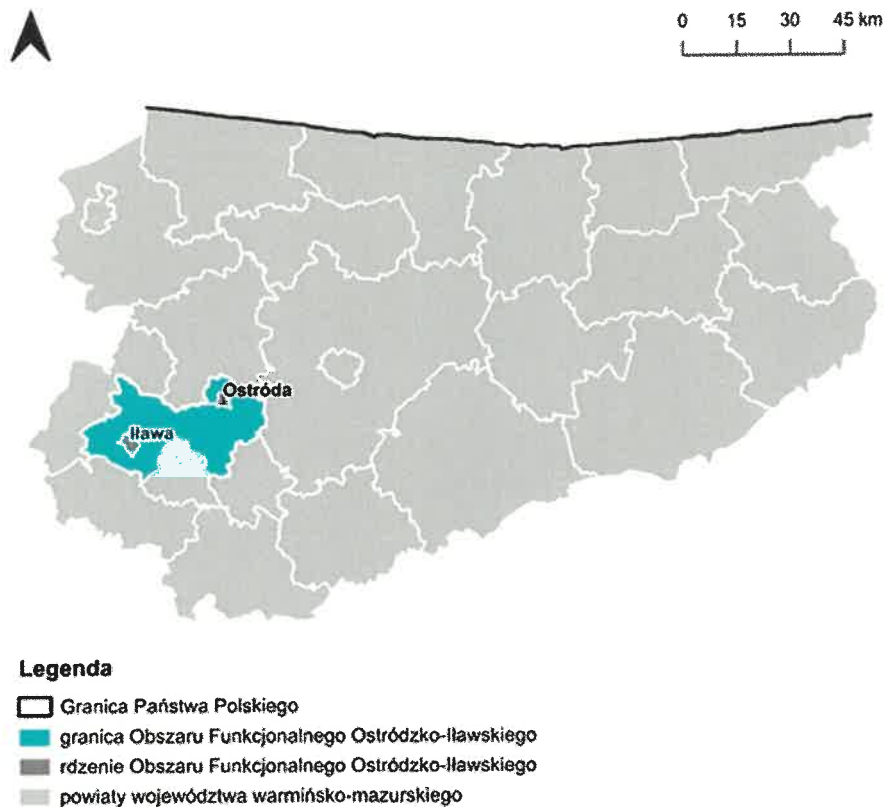 0 15 30 45 km
Ostróda
Iława
Legenda
Granica Państwa Polskiego
granica Obszaru Funkcjonalnego Ostródzko-Iławskiego
rdzenie Obszaru Funkcjonalnego Ostródzko-Iławskiego
powiaty województwa warmińsko-mazurskiego